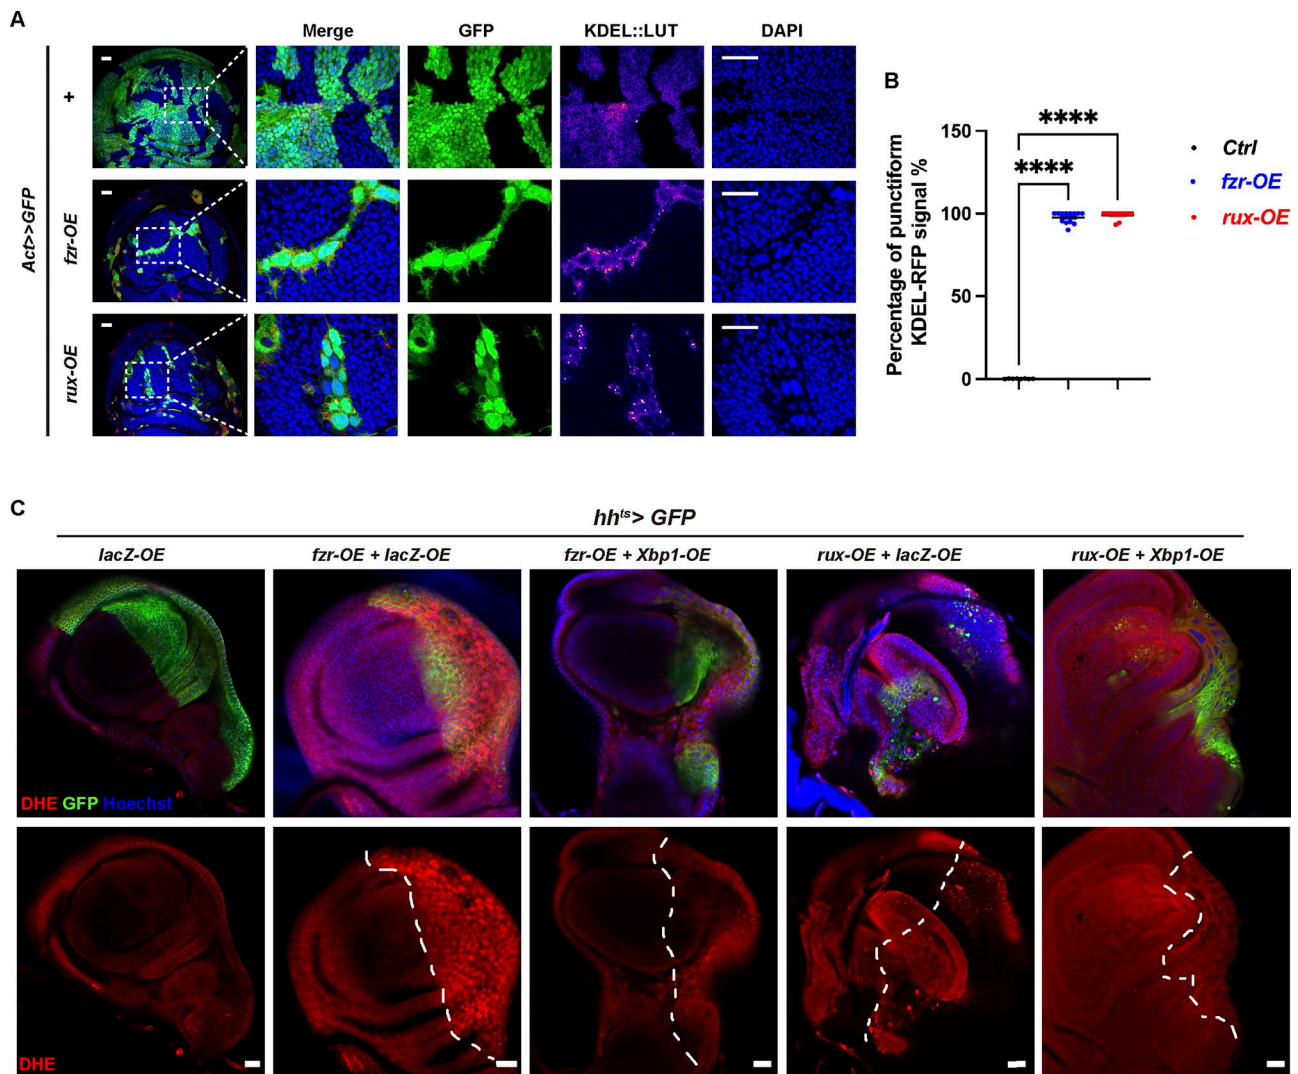 A
Merge
GFP
KDEL::LUT
DAPI
Act>>GFP
+
fzr-OE
rux-OE
B
Percentage of punctiform
KDEL-RFP signal %
150
100
50
0
****
****
Ctrl
fzr-OE
rux-OE
C
hhts> GFP
lacZ-OE
fzr-OE + lacZ-OE
fzr-OE + Xbp1-OE
rux-OE + lacZ-OE
rux-OE + Xbp1-OE
DHE GFP Hoechst
DHE